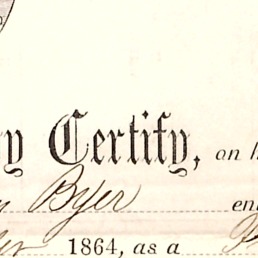 y Certify, on h
Byer en
1864, as a P